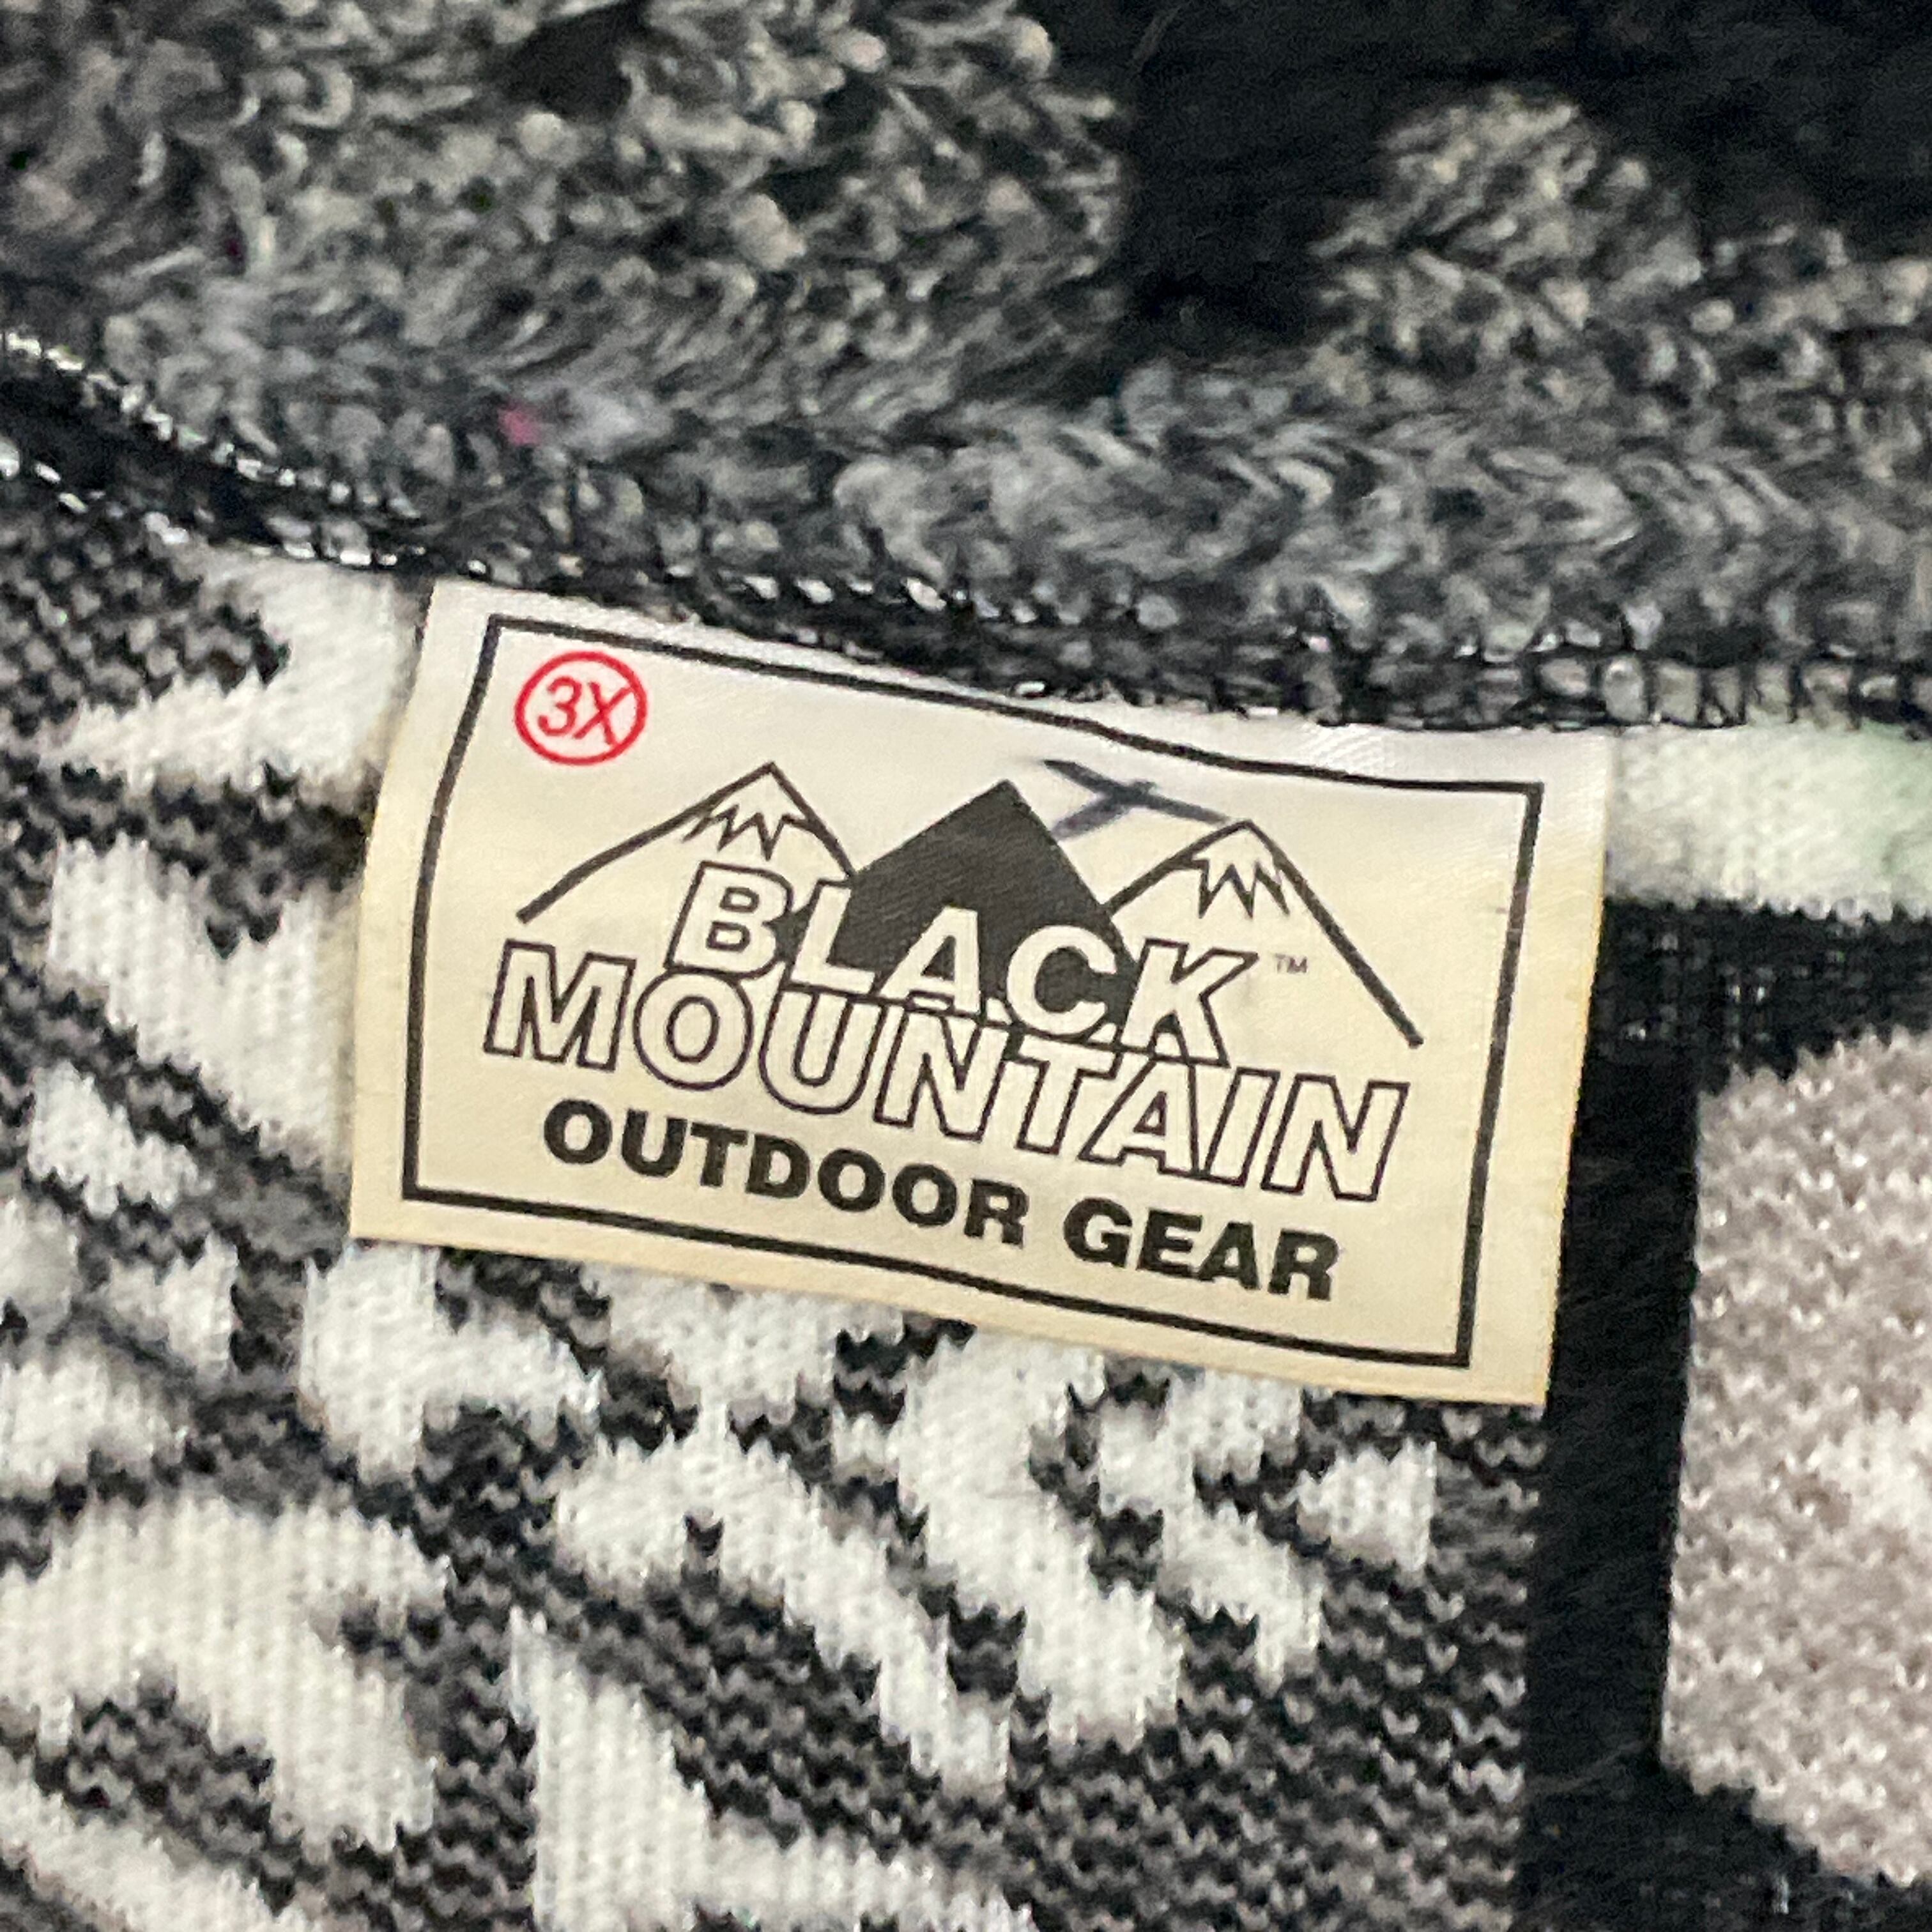 3X
BLACK™
MOUNTAIN
OUTDOOR GEAR